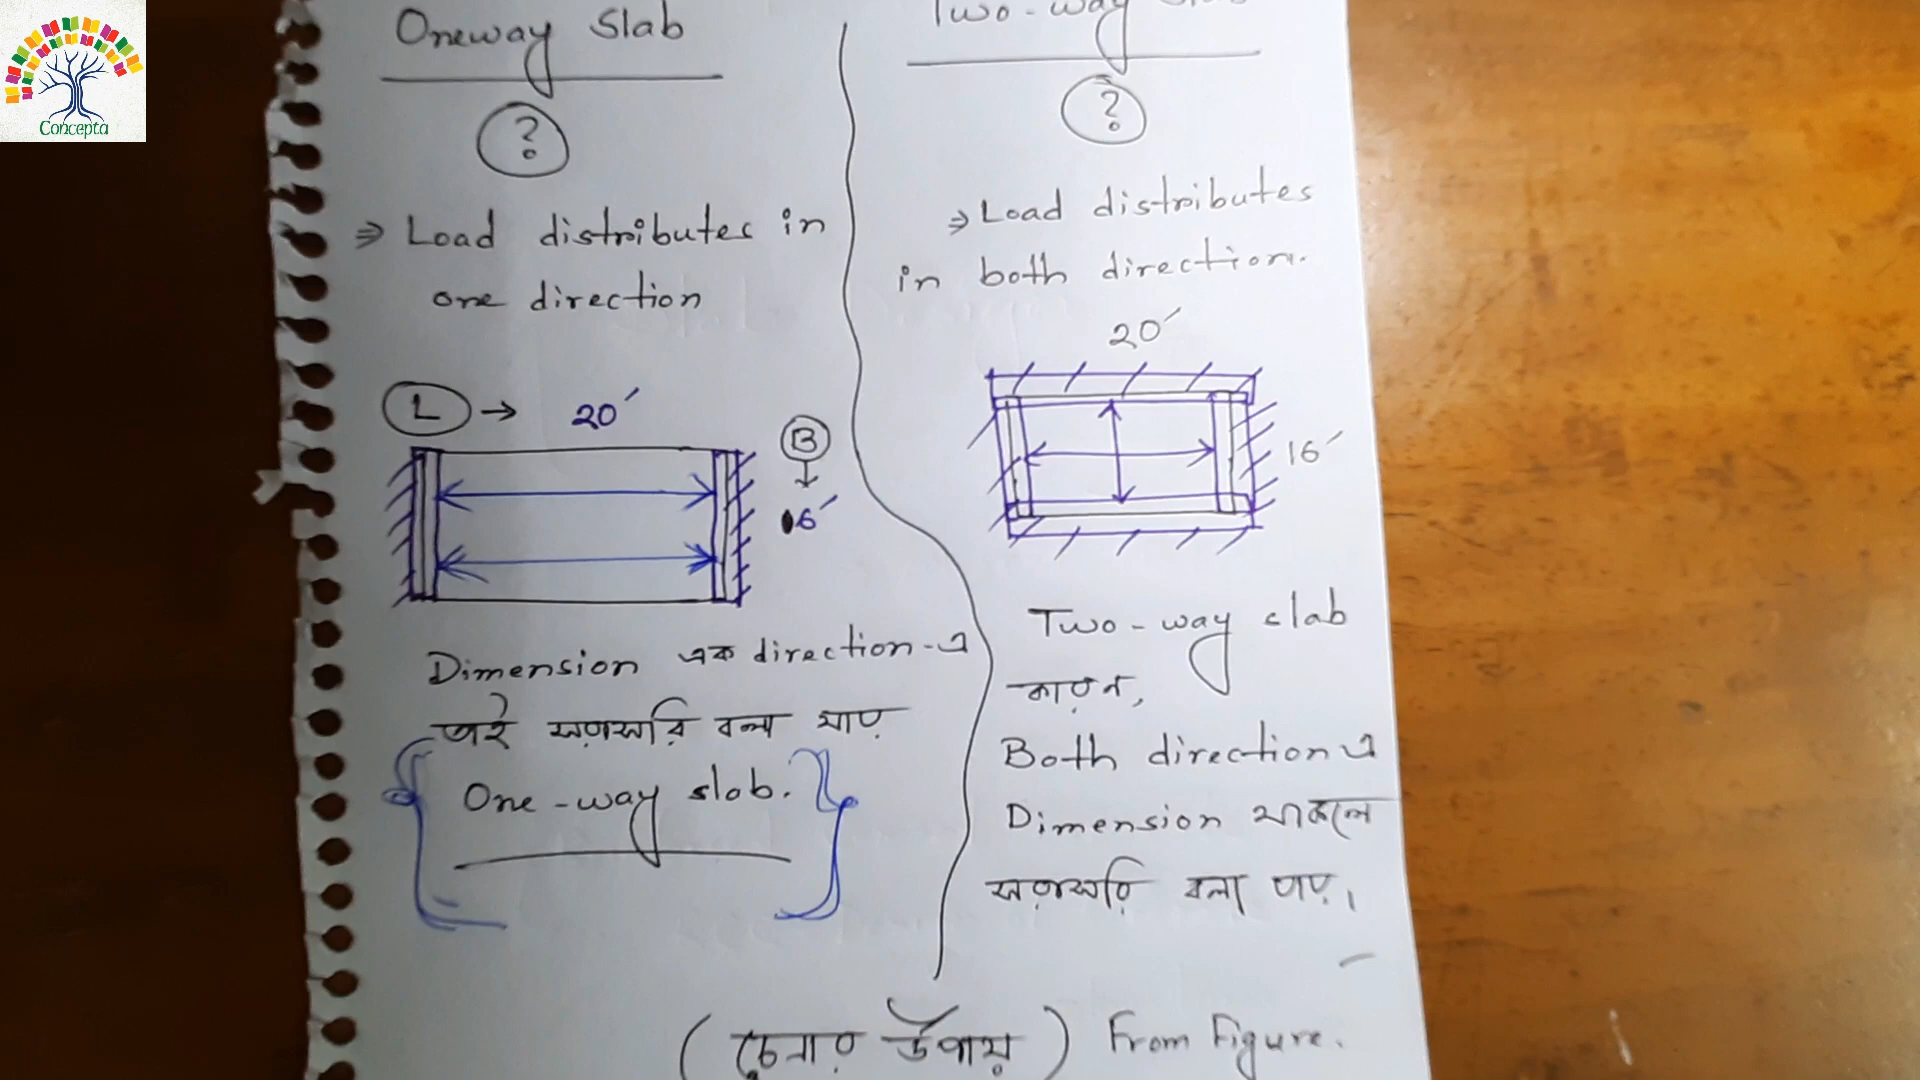 Concepta
Oneway Slab
?
⇒ Load distributes in
one direction
L → 20′
B
↓
16′
Dimension এক direction-এ
তাই সরাসরি বলা যায়
One-way slab.
Two-way Slab
?
⇒ Load distributes
in both direction.
20′
16′
Two-way slab
কারণ,
Both direction এ
Dimension থাকলে
সরাসরি বলা যায়।
(চেনার উপায়) From Figure.